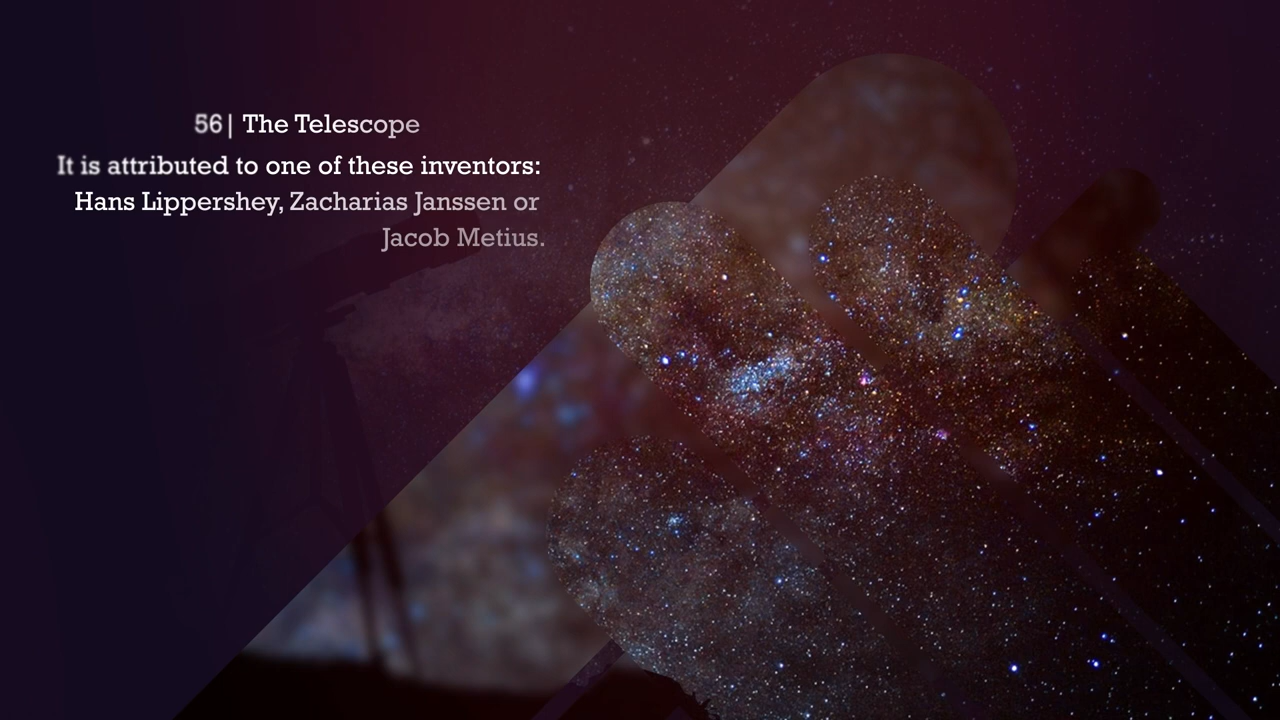 56| The Telescope
It is attributed to one of these inventors:
Hans Lippershey, Zacharias Janssen or
Jacob Metius.